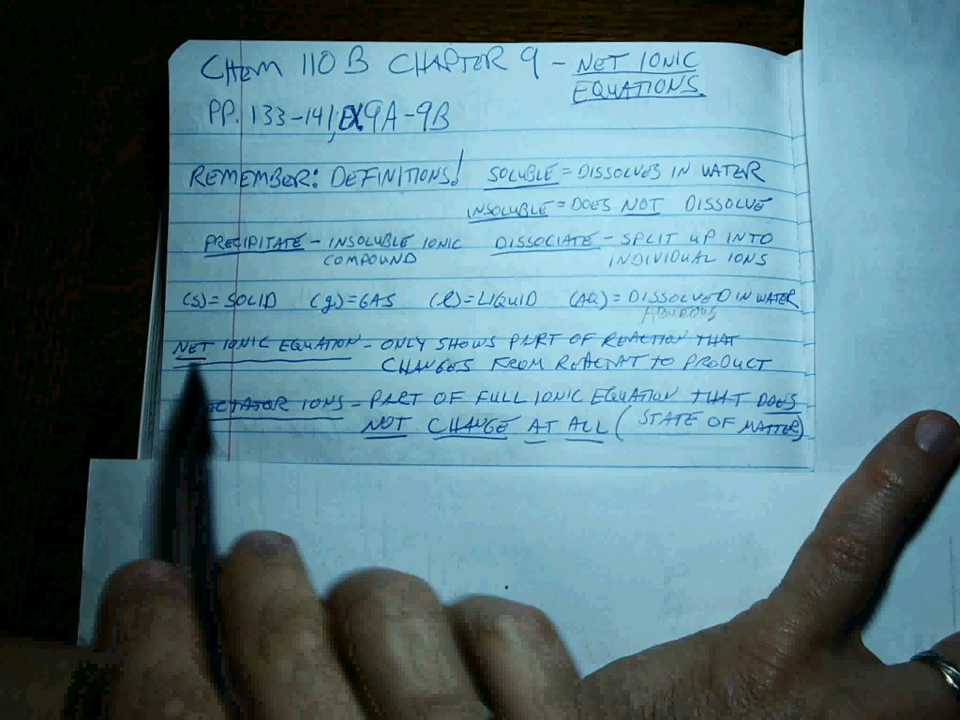 CHEM 110B CHAPTER 9 - NET IONIC
EQUATIONS
PP. 133-141, EX 9A-9B
REMEMBER: DEFINITIONS! SOLUBLE = DISSOLVES IN WATER
INSOLUBLE = DOES NOT DISSOLVE
PRECIPITATE - INSOLUBLE IONIC DISSOCIATE - SPLIT UP INTO
COMPOUND INDIVIDUAL IONS
(s) = SOLID (g) = GAS (l) = LIQUID (AQ) = DISSOLVED IN WATER
AQUEOUS
NET IONIC EQUATION - ONLY SHOWS PART OF REACTION THAT
CHANGES FROM REACTAT TO PRODUCT
IONS - PART OF FULL IONIC EQUATION THAT DOES
NOT CHANGE AT ALL (STATE OF MATTER)